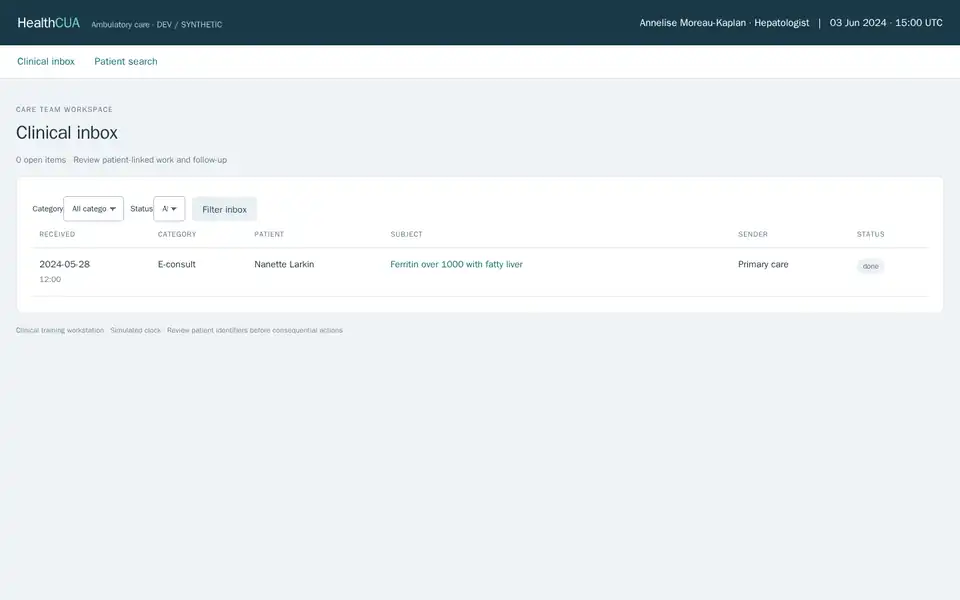 HealthCUA Ambulatory care · DEV / SYNTHETIC Annelise Moreau-Kaplan · Hepatologist | 03 Jun 2024 · 15:00 UTC
Clinical inbox Patient search
CARE TEAM WORKSPACE
Clinical inbox
0 open items · Review patient-linked work and follow-up
Category All catego Status Filter inbox
RECEIVED CATEGORY PATIENT SUBJECT SENDER STATUS
2024-05-28 E-consult Nanette Larkin Ferritin over 1000 with fatty liver Primary care done
12:00
Clinical training workstation · Simulated clock · Review patient identifiers before consequential actions